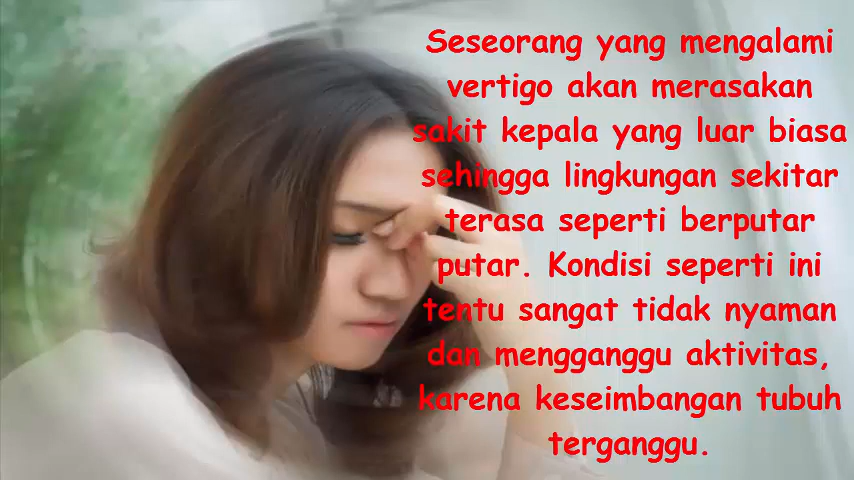 Seseorang yang mengalami
vertigo akan merasakan
sakit kepala yang luar biasa
sehingga lingkungan sekitar
terasa seperti berputar
putar. Kondisi seperti ini
tentu sangat tidak nyaman
dan mengganggu aktivitas,
karena keseimbangan tubuh
terganggu.